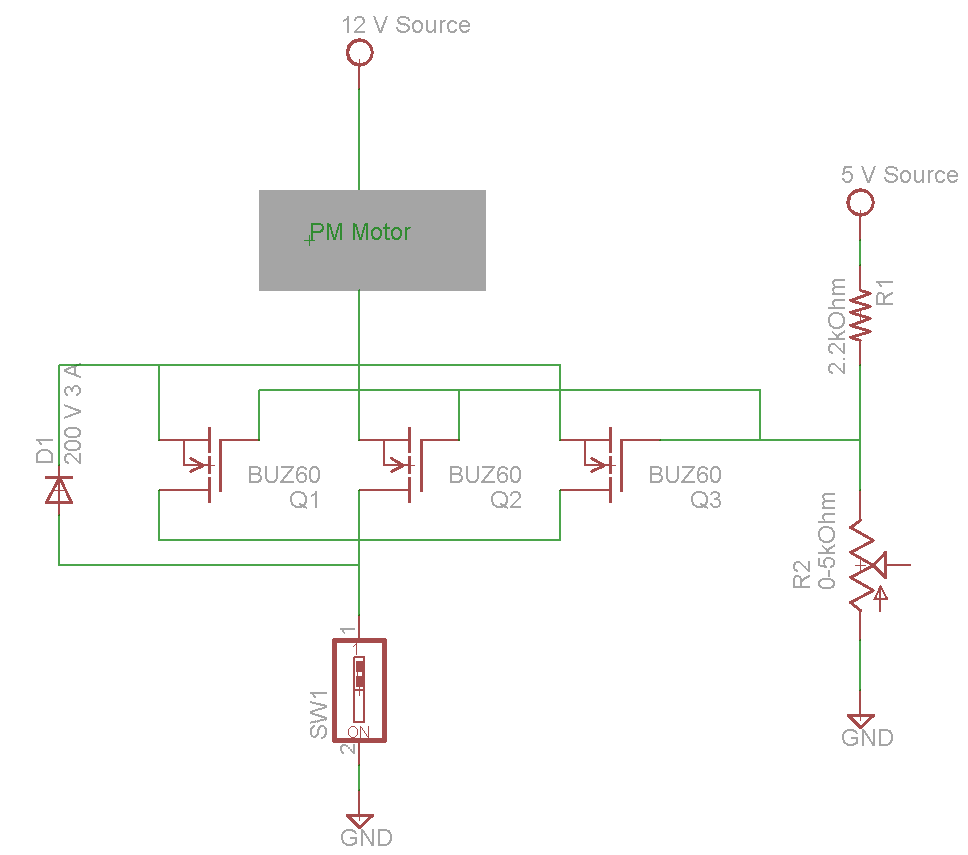 12 V Source
5 V Source
PM Motor
R1
2.2kOhm
D1
200 V 3 A
BUZ60
Q1
BUZ60
Q2
BUZ60
Q3
R2
0-5kOhm
1
1
SW1
ON
2
GND
GND